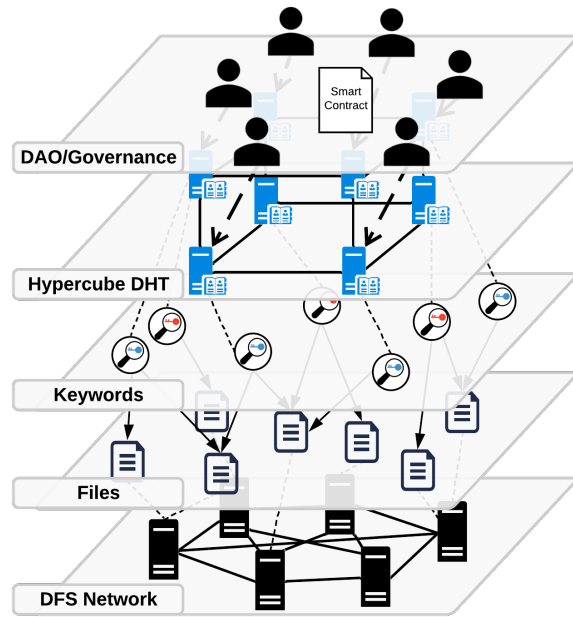 Smart
Contract
DAO/Governance
Hypercube DHT
Keywords
Files
DFS Network